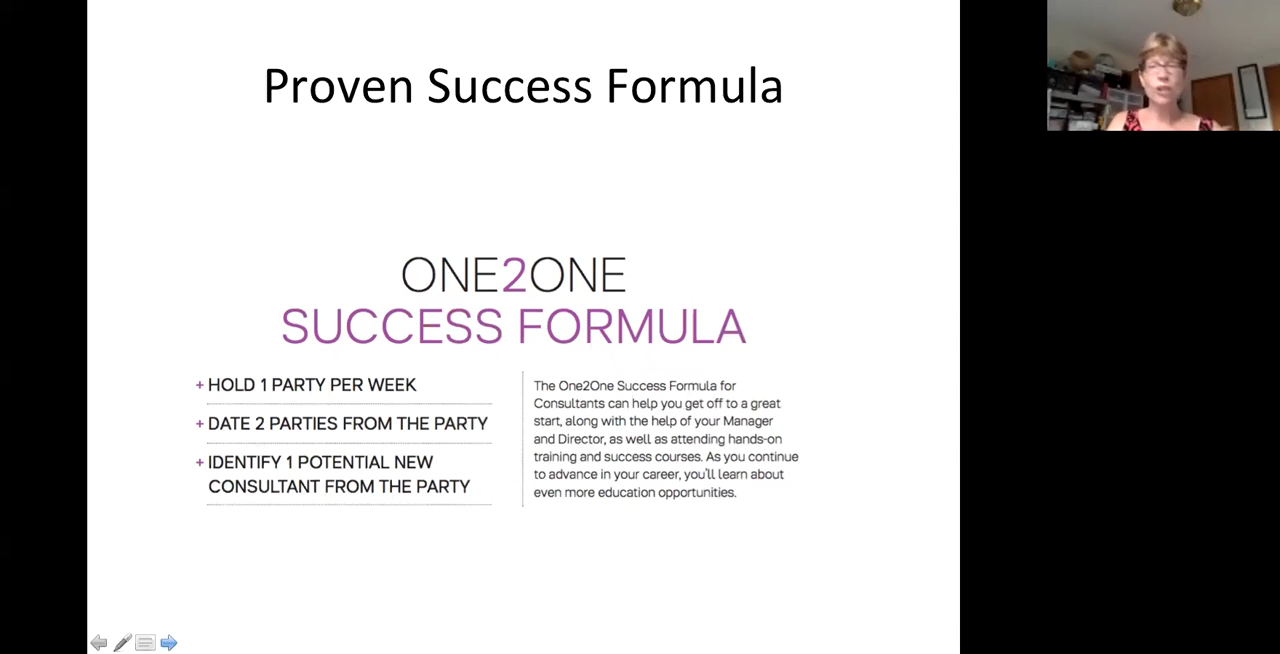 Proven Success Formula
ONE2ONE
SUCCESS FORMULA
+ HOLD 1 PARTY PER WEEK
+ DATE 2 PARTIES FROM THE PARTY
+ IDENTIFY 1 POTENTIAL NEW
CONSULTANT FROM THE PARTY
The One2One Success Formula for
Consultants can help you get off to a great
start, along with the help of your Manager
and Director, as well as attending hands-on
training and success courses. As you continue
to advance in your career, you'll learn about
even more education opportunities.